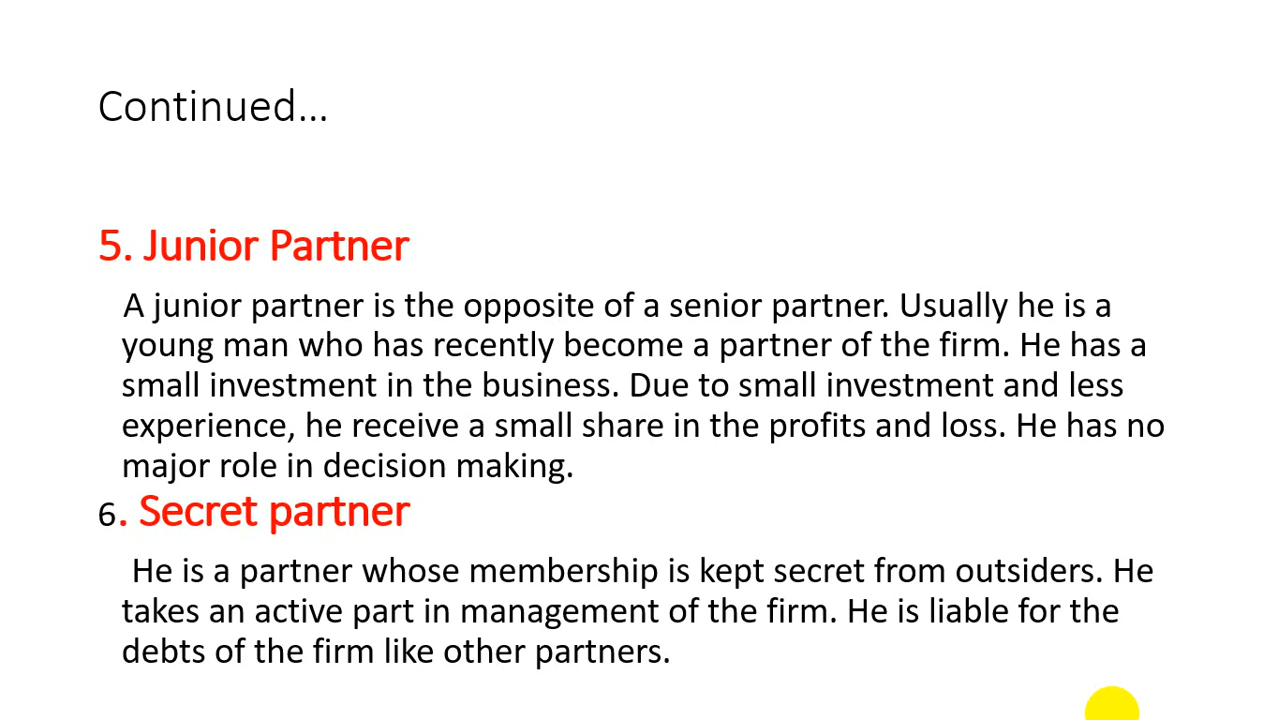 Continued...
5. Junior Partner
A junior partner is the opposite of a senior partner. Usually he is a
young man who has recently become a partner of the firm. He has a
small investment in the business. Due to small investment and less
experience, he receive a small share in the profits and loss. He has no
major role in decision making.
6. Secret partner
He is a partner whose membership is kept secret from outsiders. He
takes an active part in management of the firm. He is liable for the
debts of the firm like other partners.